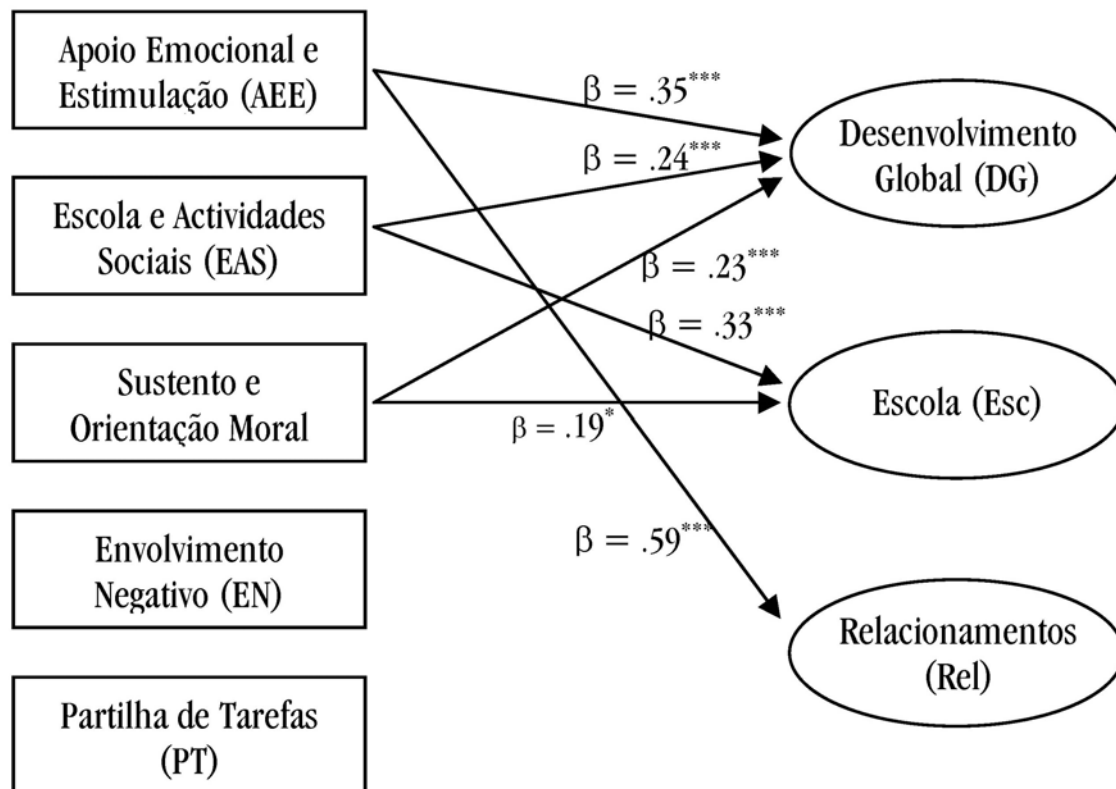 Apoio Emocional e
Estimulação (AEE)
Escola e Actividades
Sociais (EAS)
Sustento e
Orientação Moral
Envolvimento
Negativo (EN)
Partilha de Tarefas
(PT)
β = .35***
β = .24***
β = .23***
β = .33***
β = .19*
β = .59***
Desenvolvimento
Global (DG)
Escola (Esc)
Relacionamentos
(Rel)